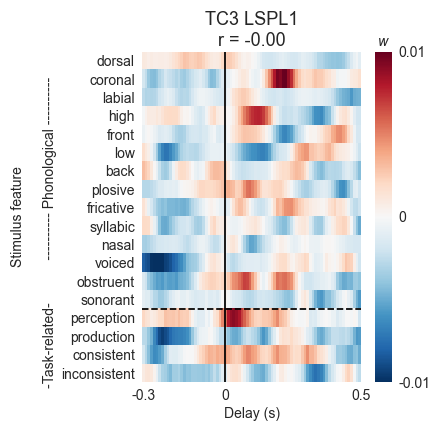 TC3 LSPL1
r = -0.00
w
dorsal
coronal
labial
high
front
low
back
plosive
fricative
syllabic
nasal
voiced
obstruent
sonorant
perception
production
consistent
inconsistent
Stimulus feature
-Task-related- ----------- Phonological ----------
-0.3 0 0.5
Delay (s)
0.01
0
-0.01